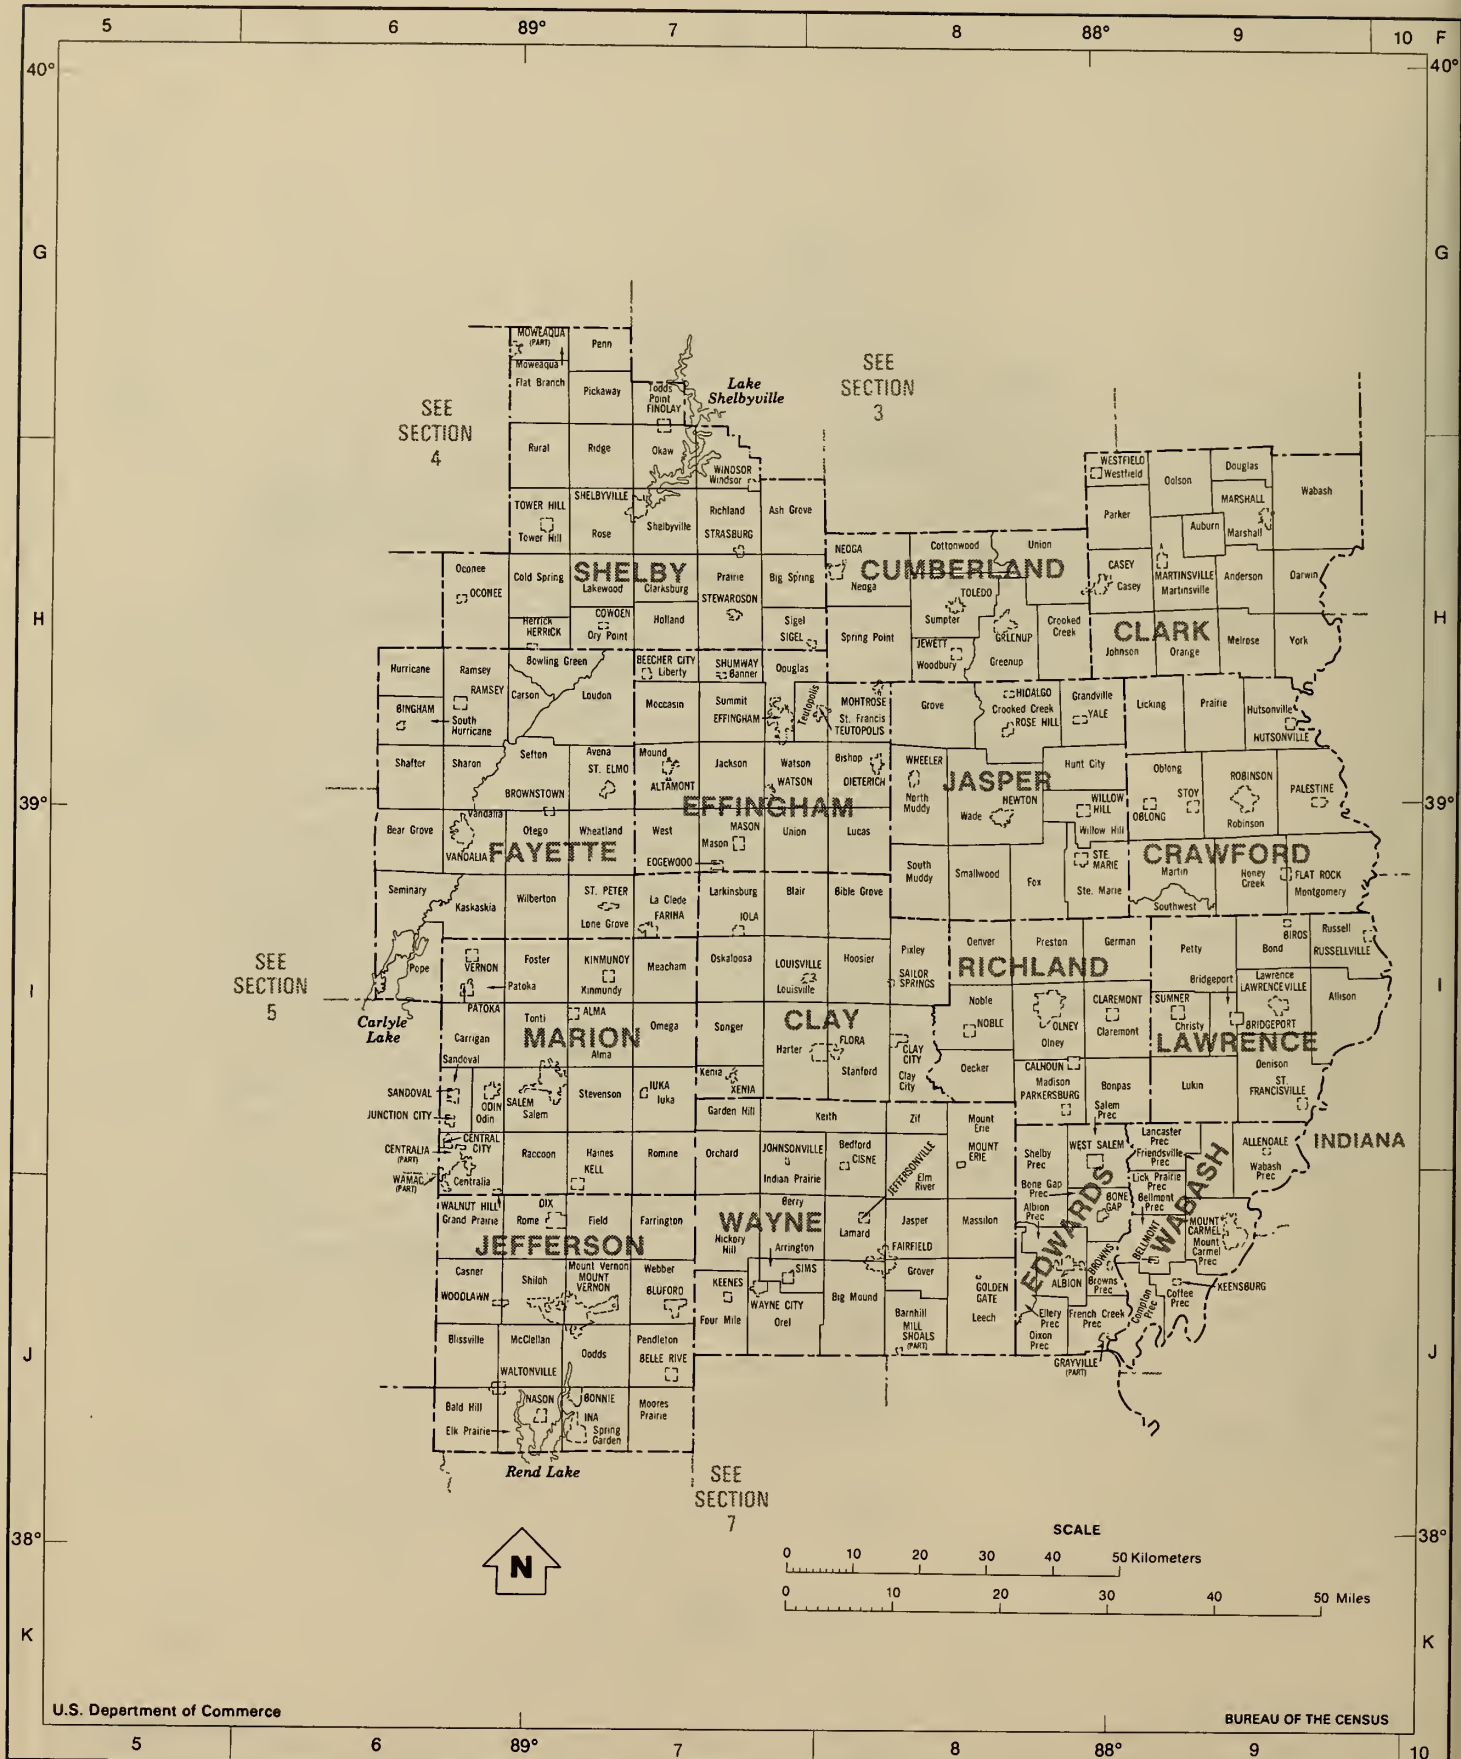 5 6 89° 7 8 88° 9 10 F
40° 40°
G G
MOWEAQUA
(PART)
Penn
Moweaqua
Flat Branch
Pickaway
Todds
Point
FINDLAY
Lake
Shelbyville
SEE
SECTION
3
SEE
SECTION
4
Rural Ridge Okaw
WINDSOR
Windsor
TOWER HILL
Tower Hill
SHELBYVILLE
Rose
Shelbyville
Richland
STRASBURG
Ash Grove
WESTFIELD
Westfield
Oolson
Douglas
Wabash
Parker
MARSHALL
Auburn
Marshall
Oconee
OCONEE
Cold Spring
SHELBY
Lakewood
Clarksburg
Prairie
STEWARDSON
Big Spring
NEOGA
Neoga
Cottonwood
Union
CUMBERLAND
TOLEDO
Sumpter
CASEY
Casey
MARTINSVILLE
Martinsville
Anderson
Darwin
H H
Herrick
HERRICK
COWDEN
Ory Point
Holland
Sigel
SIGEL
Spring Point
JEWETT
Woodbury
GREENUP
Greenup
Crooked
Creek
CLARK
Johnson
Orange
Melrose
York
Hurricane
Ramsey
RAMSEY
Bowling Green
Carson
Loudon
BEECHER CITY
Liberty
SHUMWAY
Banner
Douglas
BINGHAM
South
Hurricane
Moccasin
Summit
EFFINGHAM
Teutopolis
MOHTROSE
St. Francis
TEUTOPOLIS
Grove
HIDALGO
Crooked Creek
ROSE HILL
Grandville
YALE
Licking
Prairie
Hutsonville
HUTSONVILLE
Shafter
Sharon
Sefton
Avena
ST. ELMO
BROWNSTOWN
Mound
ALTAMONT
Jackson
Watson
WATSON
Bishop
DIETERICH
EFFINGHAM
WHEELER
North
Muddy
JASPER
NEWTON
Wade
Hunt City
WILLOW
HILL
Willow Hill
Oblong
OBLONG
STOY
ROBINSON
Robinson
PALESTINE
39° 39°
Bear Grove
Vandalia
VANDALIA
Otego
Wheatland
FAYETTE
West
MASON
Mason
EDGEWOOD
Union
Lucas
South
Muddy
Smallwood
Fox
STE.
MARIE
Ste. Marie
CRAWFORD
Martin
Southwest
Honey
Creek
FLAT ROCK
Montgomery
Seminary
Kaskaskia
Wilberton
ST. PETER
Lone Grove
La Clede
FARINA
Larkinsburg
IOLA
Blair
Bible Grove
SEE
SECTION
5
Pope
VERNON
Patoka
PATOKA
Foster
KINMUNDY
Kinmundy
Meacham
Oskaloosa
LOUISVILLE
Louisville
Hoosier
Pixley
SAILOR
SPRINGS
Oenver
Preston
German
RICHLAND
Petty
BIROS
Bond
Russell
RUSSELLVILLE
I I
Carlyle
Lake
Carrigan
Tonti
ALMA
MARION
Alma
Omega
Songer
CLAY
Harter
FLORA
Stanford
CLAY
CITY
Clay
City
Noble
NOBLE
OLNEY
Olney
CLAREMONT
Claremont
SUMNER
Christy
Bridgeport
BRIDGEPORT
Lawrence
LAWRENCEVILLE
Allison
LAWRENCE
Sandoval
SANDOVAL
JUNCTION CITY
ODIN
Odin
SALEM
Salem
Stevenson
IUKA
Iuka
Xenia
XENIA
Oecker
CALHOUN
Madison
PARKERSBURG
Bonpas
Lukin
Denison
ST.
FRANCISVILLE
CENTRALIA
(PART)
CENTRAL
CITY
WAMAC
(PART)
Centralia
Raccoon
Haines
KELL
Romine
Garden Hill
Keith
Zif
Mount
Erie
MOUNT
ERIE
Orchard
JOHNSONVILLE
Indian Prairie
Bedford
CISNE
JEFFERSONVILLE
Elm
River
Shelby
Prec
Salem
Prec
WEST SALEM
Lancaster
Prec
Friendsville
Prec
ALLENDALE
Wabash
Prec
INDIANA
WALNUT HILL
Grand Prairie
DIX
Rome
Field
Farrington
JEFFERSON
WAYNE
Hickory
Hill
Berry
Arrington
Lamard
Jasper
FAIRFIELD
Massilon
Bone Gap
Prec
Albion
Prec
BONE
GAP
Lick Prairie
Prec
Bellmont
Prec
WABASH
MOUNT
CARMEL
Mount
Carmel
Prec
EDWARDS
Casner
WOODLAWN
Shiloh
Mount Vernon
MOUNT
VERNON
Webber
BLUFORD
KEENES
SIMS
WAYNE CITY
Four Mile
Orel
Big Mound
Grover
GOLDEN
GATE
Leech
Barnhill
MILL
SHOALS
(PART)
ALBION
BROWNS
Browns
Prec
BELLMONT
Coffee
Prec
KEENSBURG
Compton
Prec
Ellery
Prec
French Creek
Prec
Oixon
Prec
GRAYVILLE
(PART)
J J
Blissville
McClellan
WALTONVILLE
Dodds
Pendleton
BELLE RIVE
Bald Hill
Elk Prairie
NASON
BONNIE
INA
Spring
Garden
Moores
Prairie
Rend Lake
SEE
SECTION
7
38° 38°
N
SCALE
0 10 20 30 40 50 Kilometers
0 10 20 30 40 50 Miles
K K
U.S. Department of Commerce
BUREAU OF THE CENSUS
5 6 89° 7 8 88° 9 10